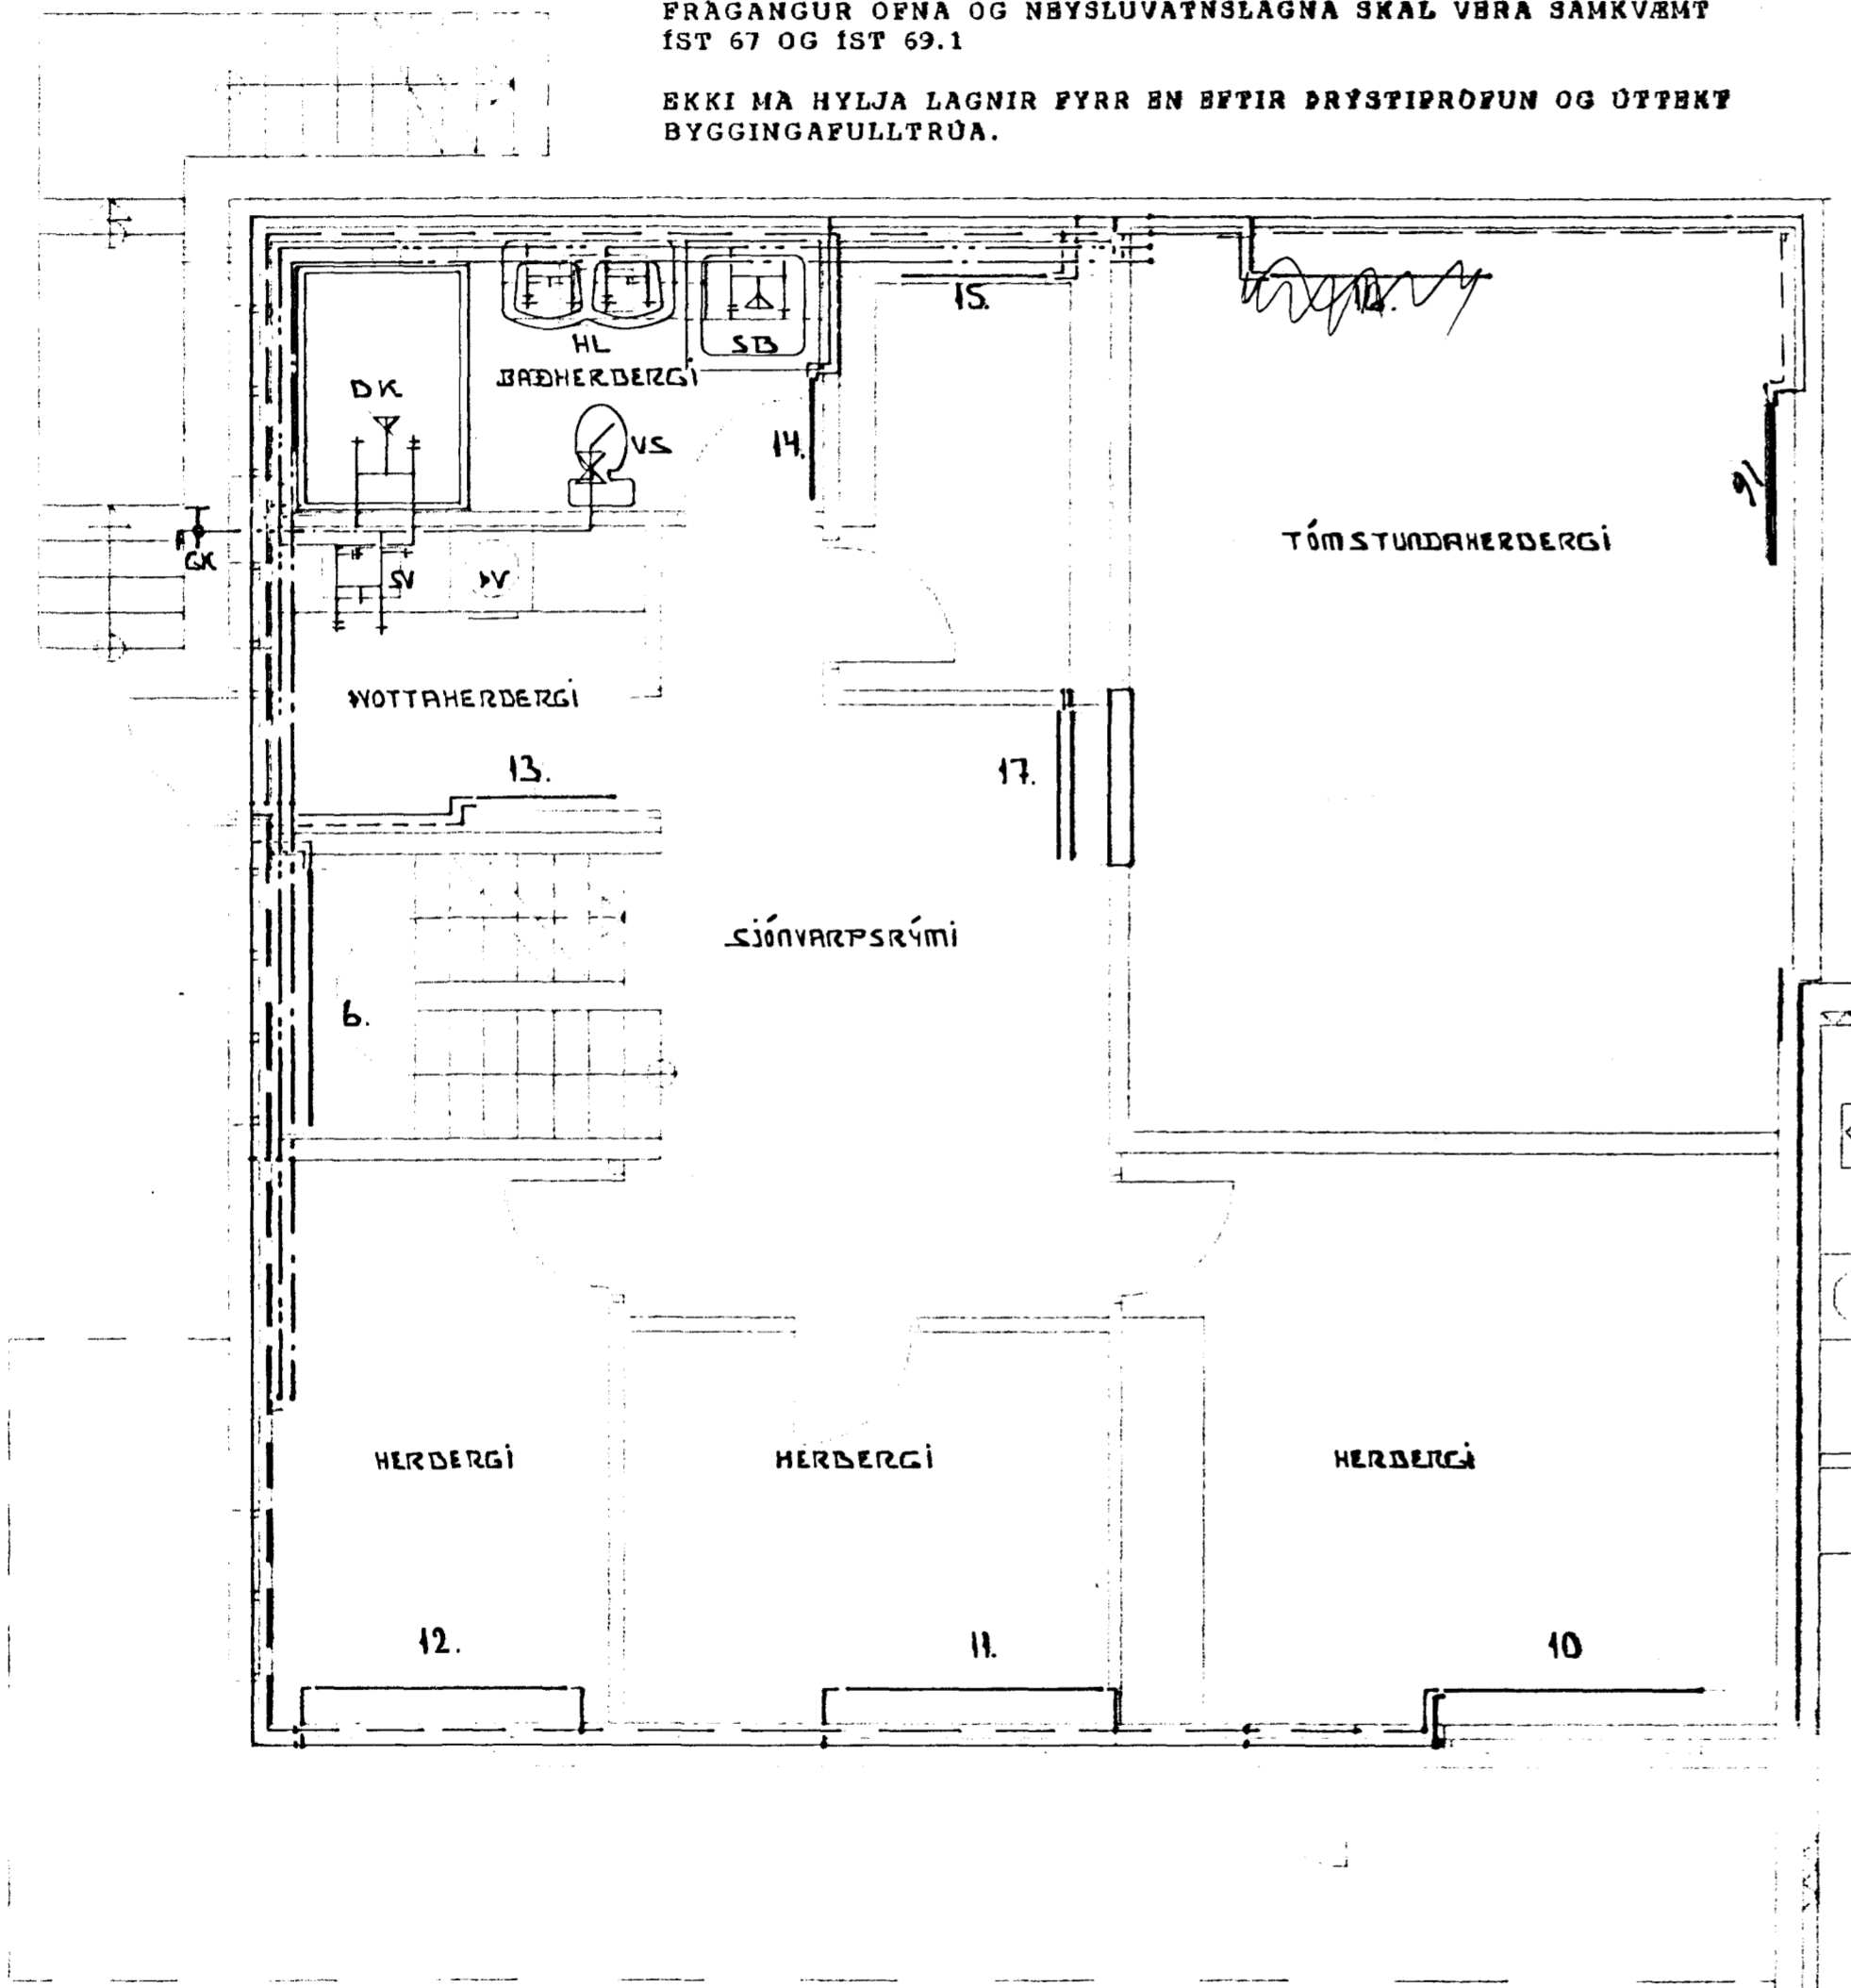 FRÁGANGUR OFNA OG NEYSLUVATNSLAGNA SKAL VERA SAMKVÆMT
ÍST 67 OG ÍST 69.1
EKKI MÁ HYLJA LAGNIR FYRR EN EFTIR ÞRÝSTIPRÓFUN OG ÚTTEKT
BYGGINGAFULLTRÚA.
15.
HL
SB
BAÐHERBERGI
DK
VS
14.
16
TÓMSTUNDAHERBERGI
GK
SV
ÞV
ÞVOTTAHERBERGI
13.
17.
SJÓNVARPSRÝMI
6.
HERBERGI
HERBERGI
HERBERGI
12.
11.
10